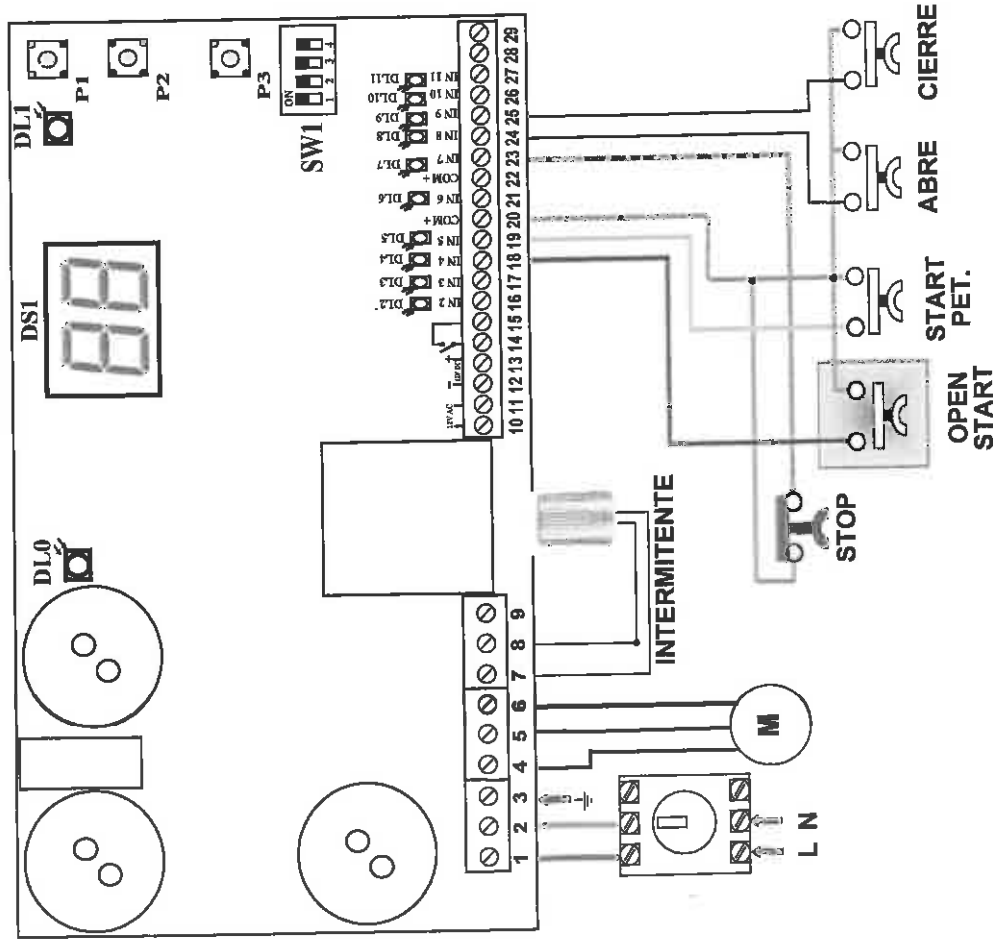 DL1
P1
P2
P3
ON
1 2 3 4
SW1
DS1
DL0
DL2
DL3
DL4
DL5
DL6
DL7
DL8
DL9
DL10
DL11
IN 2
IN 3
IN 4
IN 5
COM+
IN 6
COM+
IN 7
IN 8
IN 9
IN 10
IN 11
12V AC
- 12V DC +
1 2 3 4 5 6 7 8 9
10 11 12 13 14 15 16 17 18 19 20 21 22 23 24 25 26 27 28 29
L N
M
INTERMITENTE
STOP
OPEN
START
START
PET.
ABRE
CIERRE